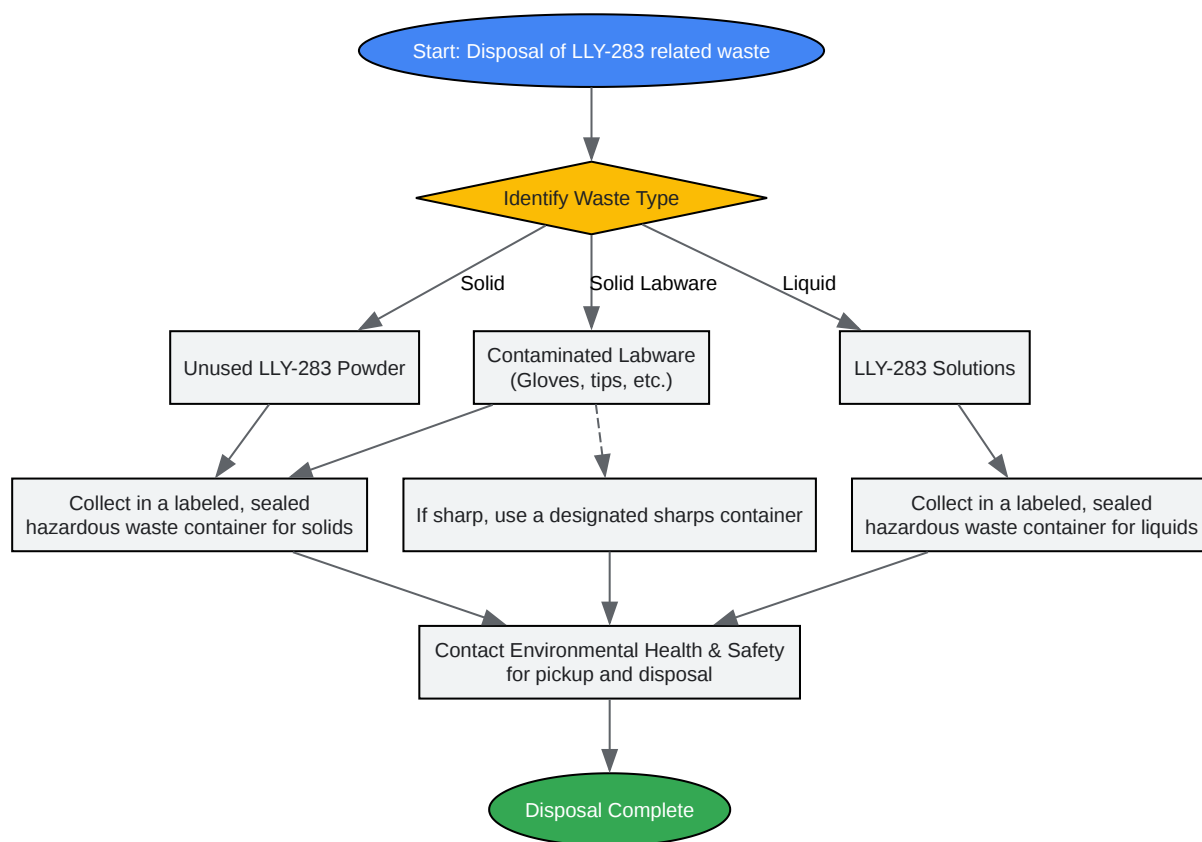 Start: Disposal of LLY-283 related waste
Identify Waste Type
Solid
Solid Labware
Liquid
Unused LLY-283 Powder
Contaminated Labware
(Gloves, tips, etc.)
LLY-283 Solutions
Collect in a labeled, sealed
hazardous waste container for solids
If sharp, use a designated sharps container
Collect in a labeled, sealed
hazardous waste container for liquids
Contact Environmental Health & Safety
for pickup and disposal
Disposal Complete